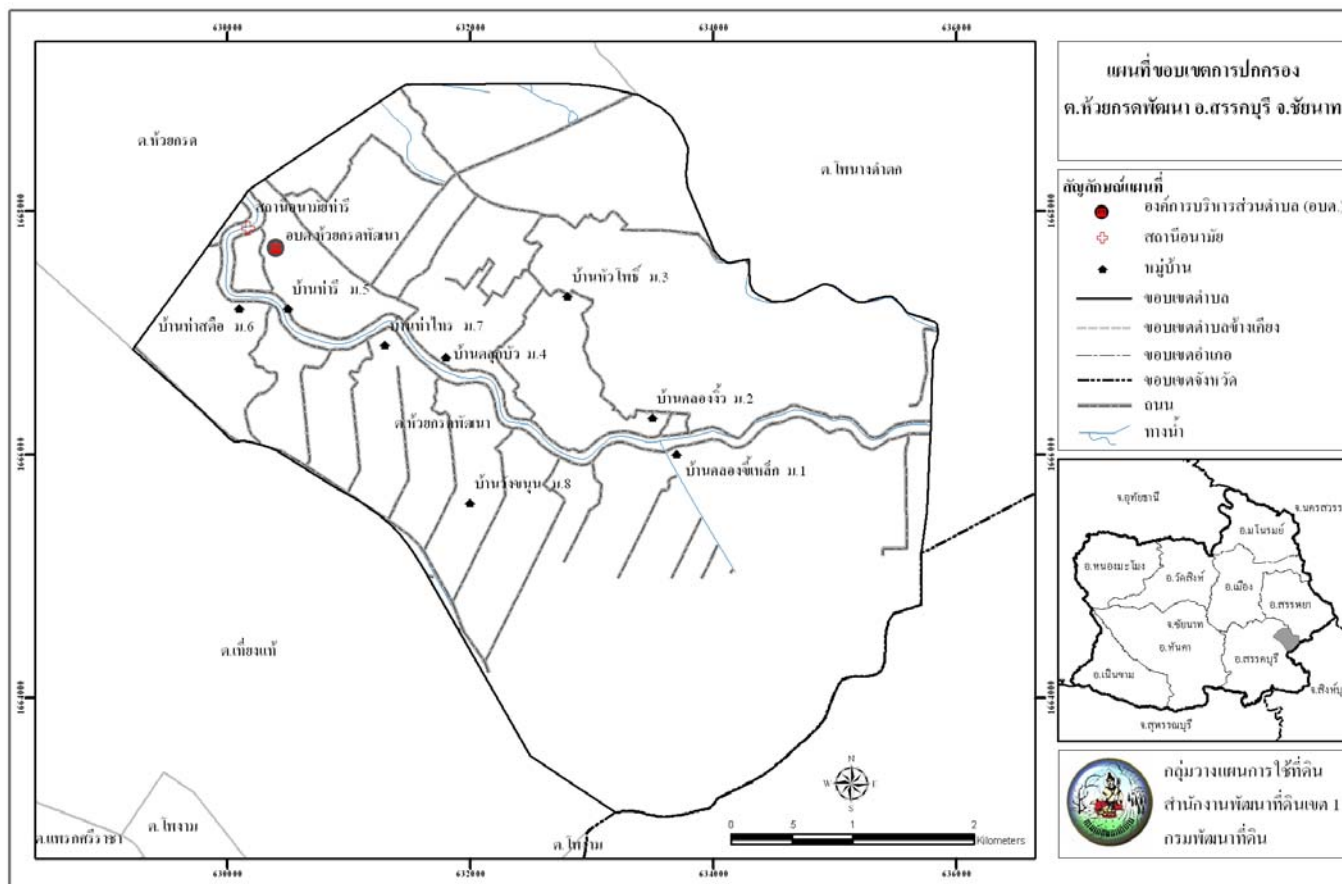 แผนที่ขอบเขตการปกครอง
ต.ห้วยกรดพัฒนา อ.สรรคบุรี จ.ชัยนาท
630000
632000
634000
636000
1668000
1668000
1666000
1666000
1664000
1664000
630000
632000
634000
636000
ต.ห้วยกรด
ต.โพนางดำตก
สถานีอนามัยท่ารี
อบต.ห้วยกรดพัฒนา
บ้านหัวโพธิ์ ม.3
บ้านท่ารี ม.5
บ้านท่าสตือ ม.6
บ้านท่าไทร ม.7
บ้านดลุกบัว ม.4
บ้านคลองงิ้ว ม.2
ต.ห้วยกรดพัฒนา
บ้านคลองขี้เหล็ก ม.1
บ้านวังขนุน ม.8
ต.เที่ยงแท้
ต.โพงาม
ต.แพรกศรีราชา
ต.โพงาม
N
W
E
S
0 5 1 2
Kilometers
สัญลักษณ์แผนที่
องค์การบริหารส่วนตำบล (อบต.)
สถานีอนามัย
หมู่บ้าน
ขอบเขตตำบล
ขอบเขตตำบลข้างเคียง
ขอบเขตอำเภอ
ขอบเขตจังหวัด
ถนน
ทางน้ำ
จ.อุทัยธานี
จ.นครสวรร
อ.มโนรมย์
อ.หนองมะโมง
อ.วัดสิงห์
อ.เมือง
อ.สรรพยา
จ.ชัยนาท
อ.หันคา
อ.สรรคบุรี
อ.เนินขาม
จ.สิงห์บุ
จ.สุพรรณบุรี
กลุ่มวางแผนการใช้ที่ดิน
สำนักงานพัฒนาที่ดินเขต 1
กรมพัฒนาที่ดิน